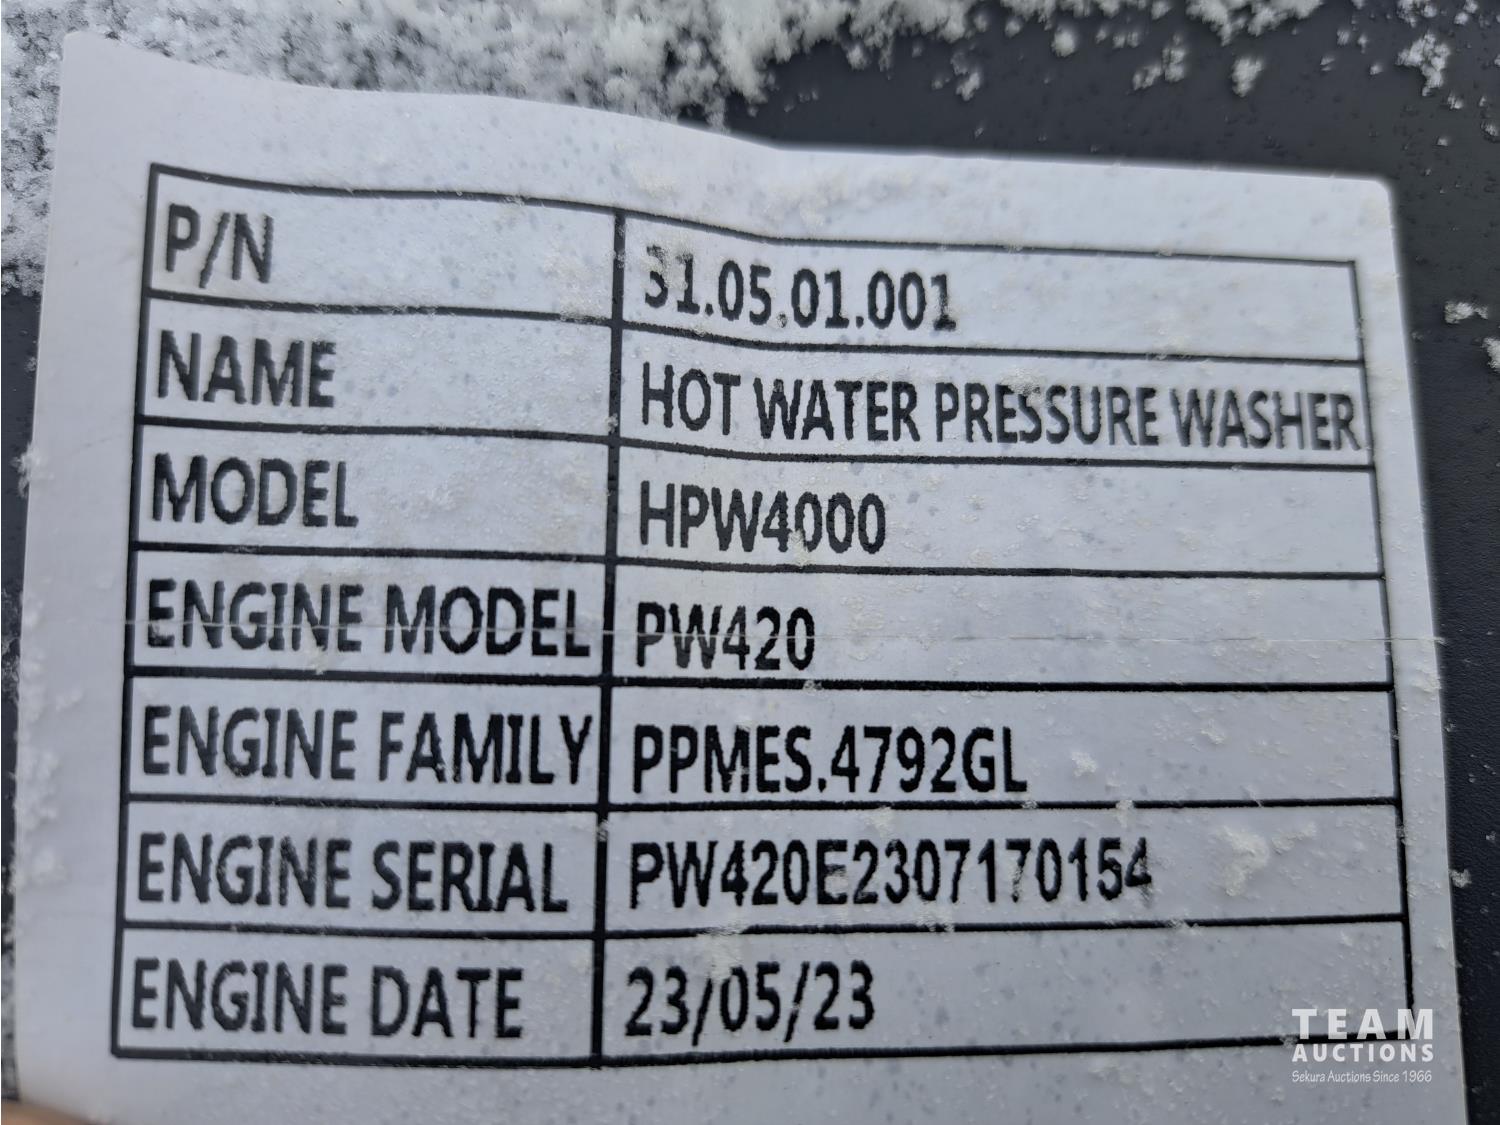 P/N 31.05.01.001
NAME HOT WATER PRESSURE WASHER
MODEL HPW4000
ENGINE MODEL PW420
ENGINE FAMILY PPMES.4792GL
ENGINE SERIAL PW420E2307170154
ENGINE DATE 23/05/23
TEAM
AUCTIONS
Sekura Auctions Since 1966